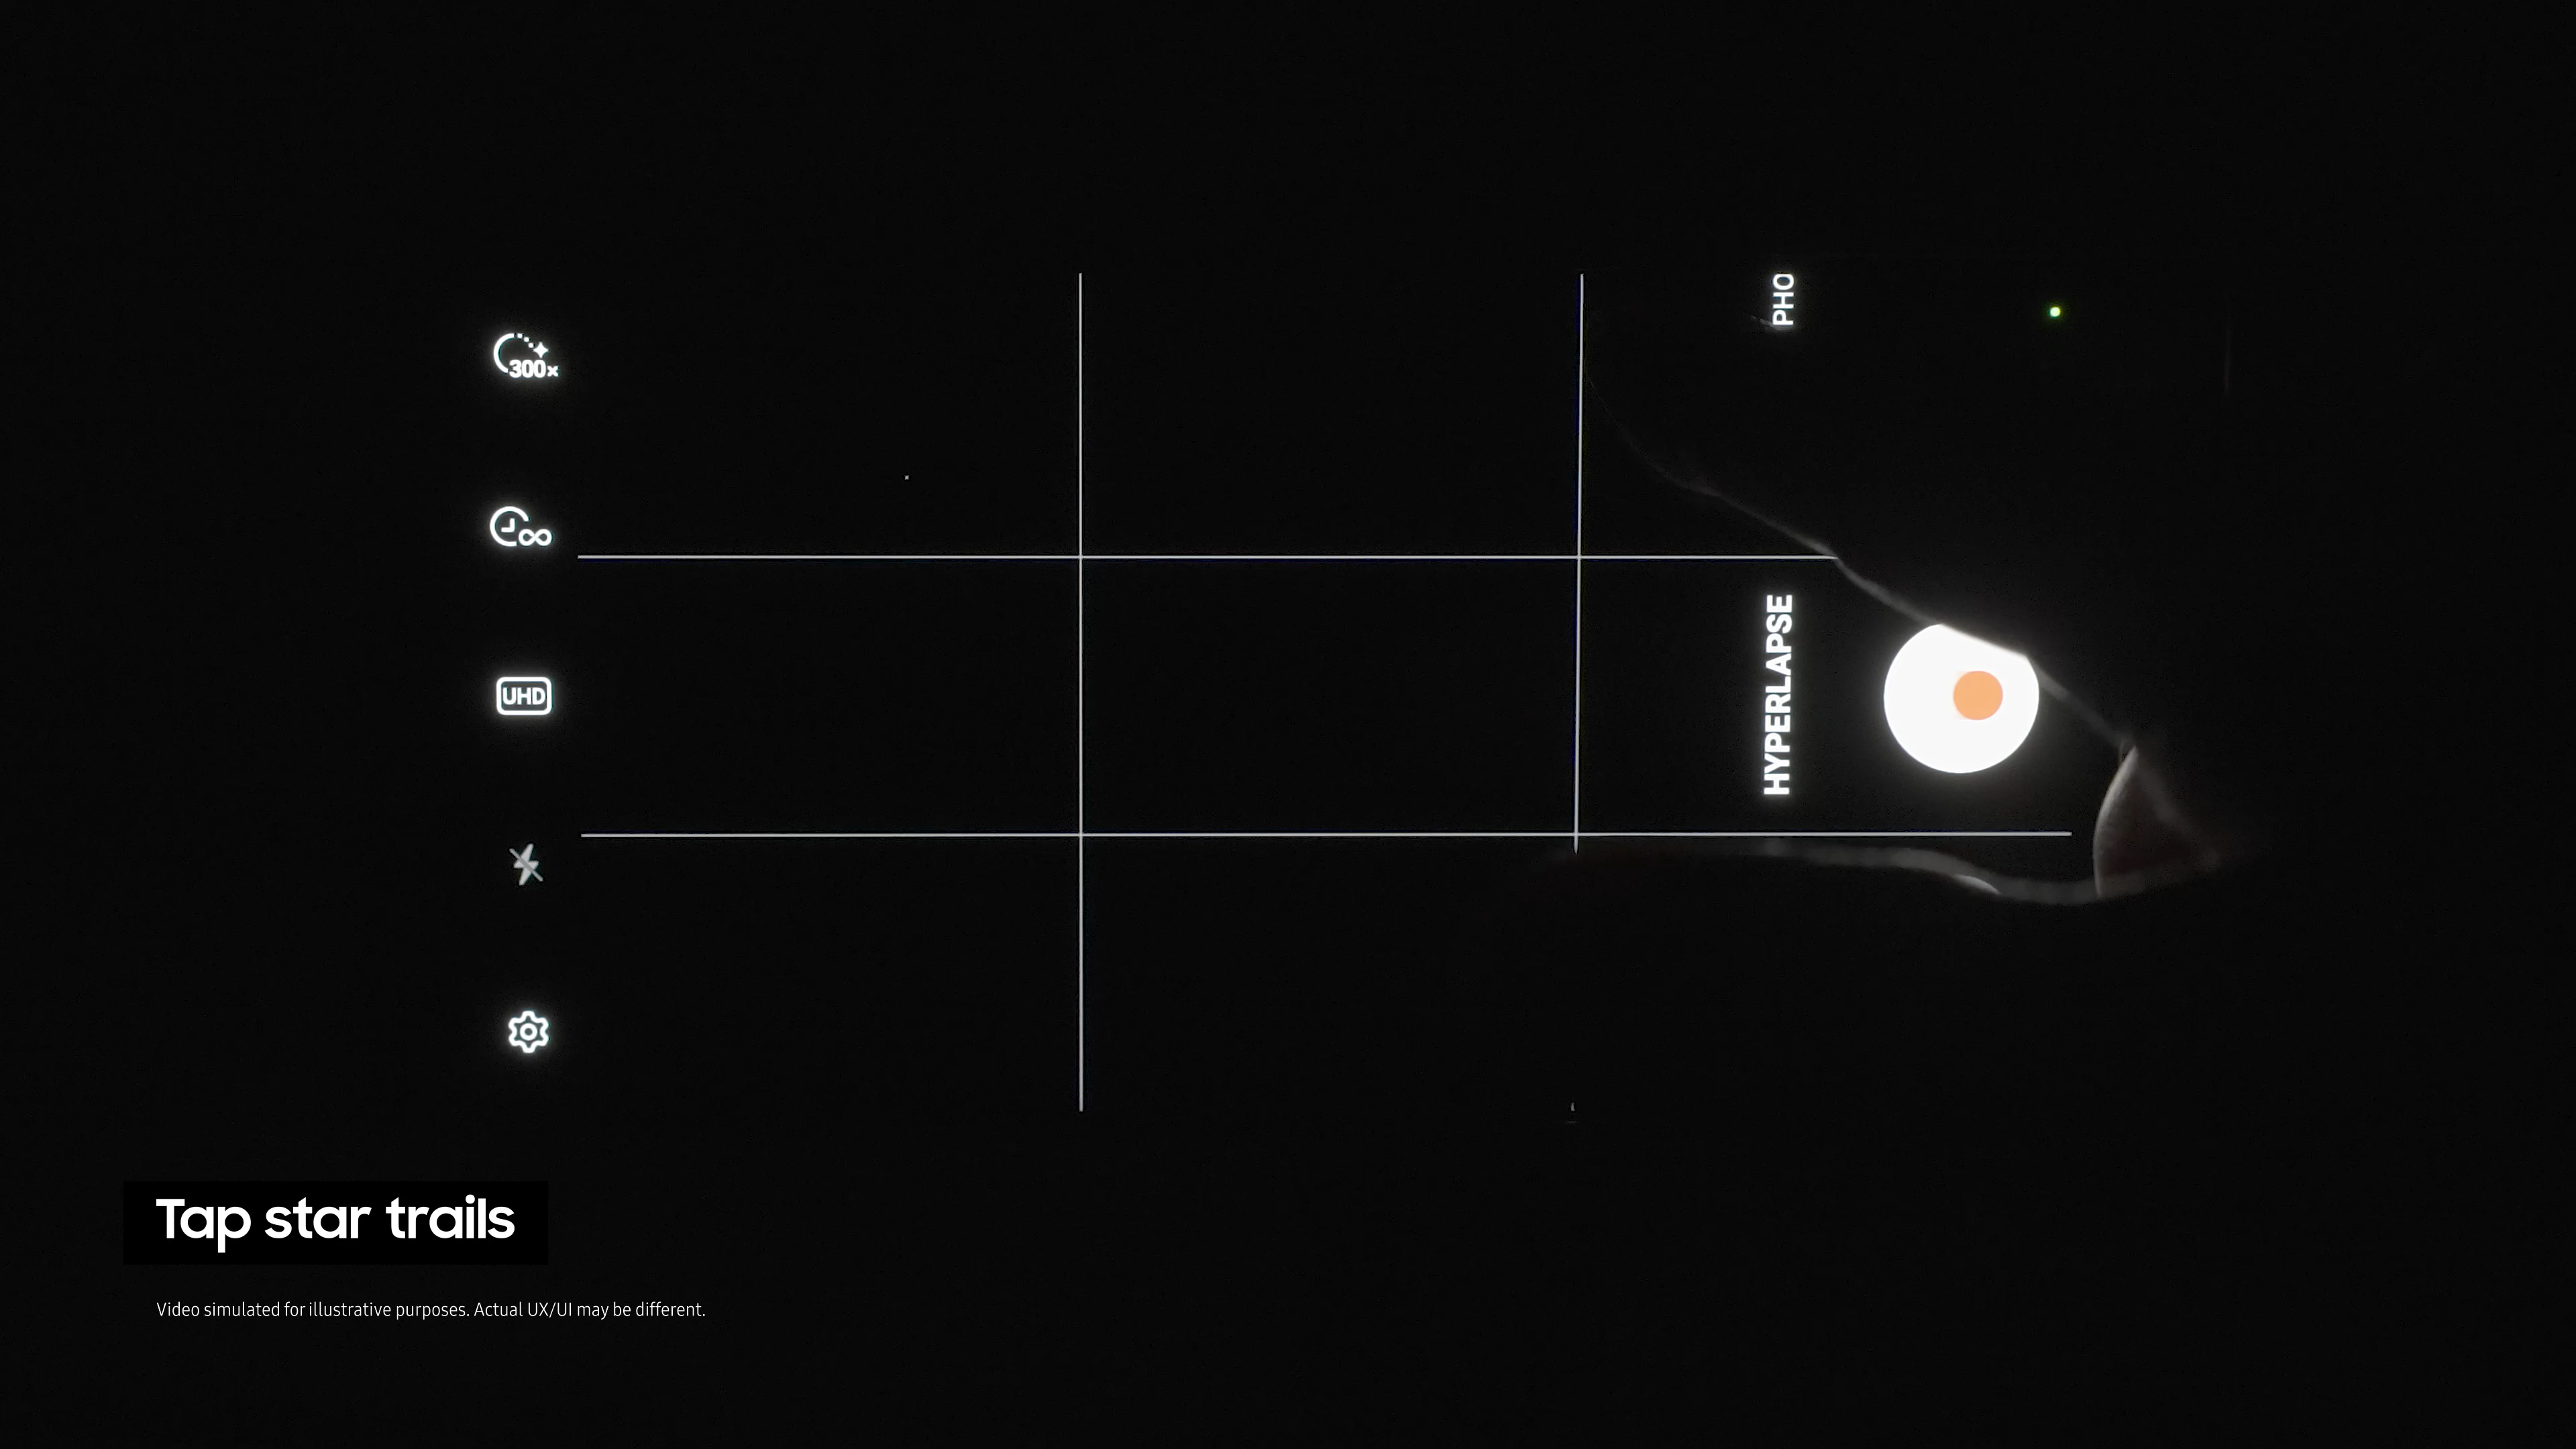 300x
∞
UHD
PHO
HYPERLAPSE
Tap star trails
Video simulated for illustrative purposes. Actual UX/UI may be different.